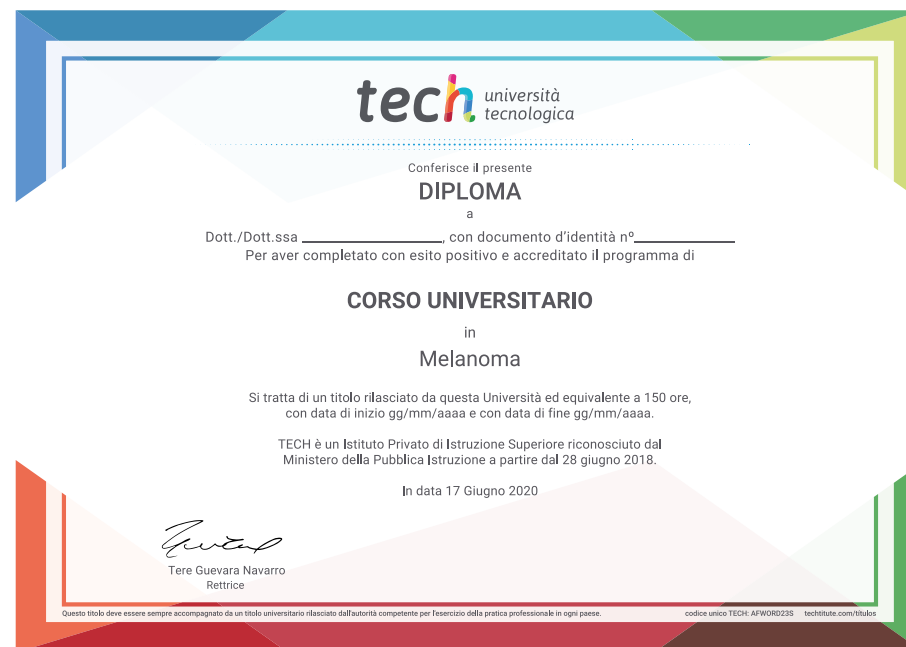 tech università
tecnologica
Conferisce il presente
DIPLOMA
a
Dott./Dott.ssa ____________, con documento d'identità nº____________
Per aver completato con esito positivo e accreditato il programma di
CORSO UNIVERSITARIO
in
Melanoma
Si tratta di un titolo rilasciato da questa Università ed equivalente a 150 ore,
con data di inizio gg/mm/aaaa e con data di fine gg/mm/aaaa.
TECH è un Istituto Privato di Istruzione Superiore riconosciuto dal
Ministero della Pubblica Istruzione a partire dal 28 giugno 2018.
In data 17 Giugno 2020
Tere Guevara Navarro
Rettrice
Questo titolo deve essere sempre accompagnato da un titolo universitario rilasciato dall'autorità competente per l'esercizio della pratica professionale in ogni paese. codice unico TECH: AFWORD23S techtitute.com/titulos